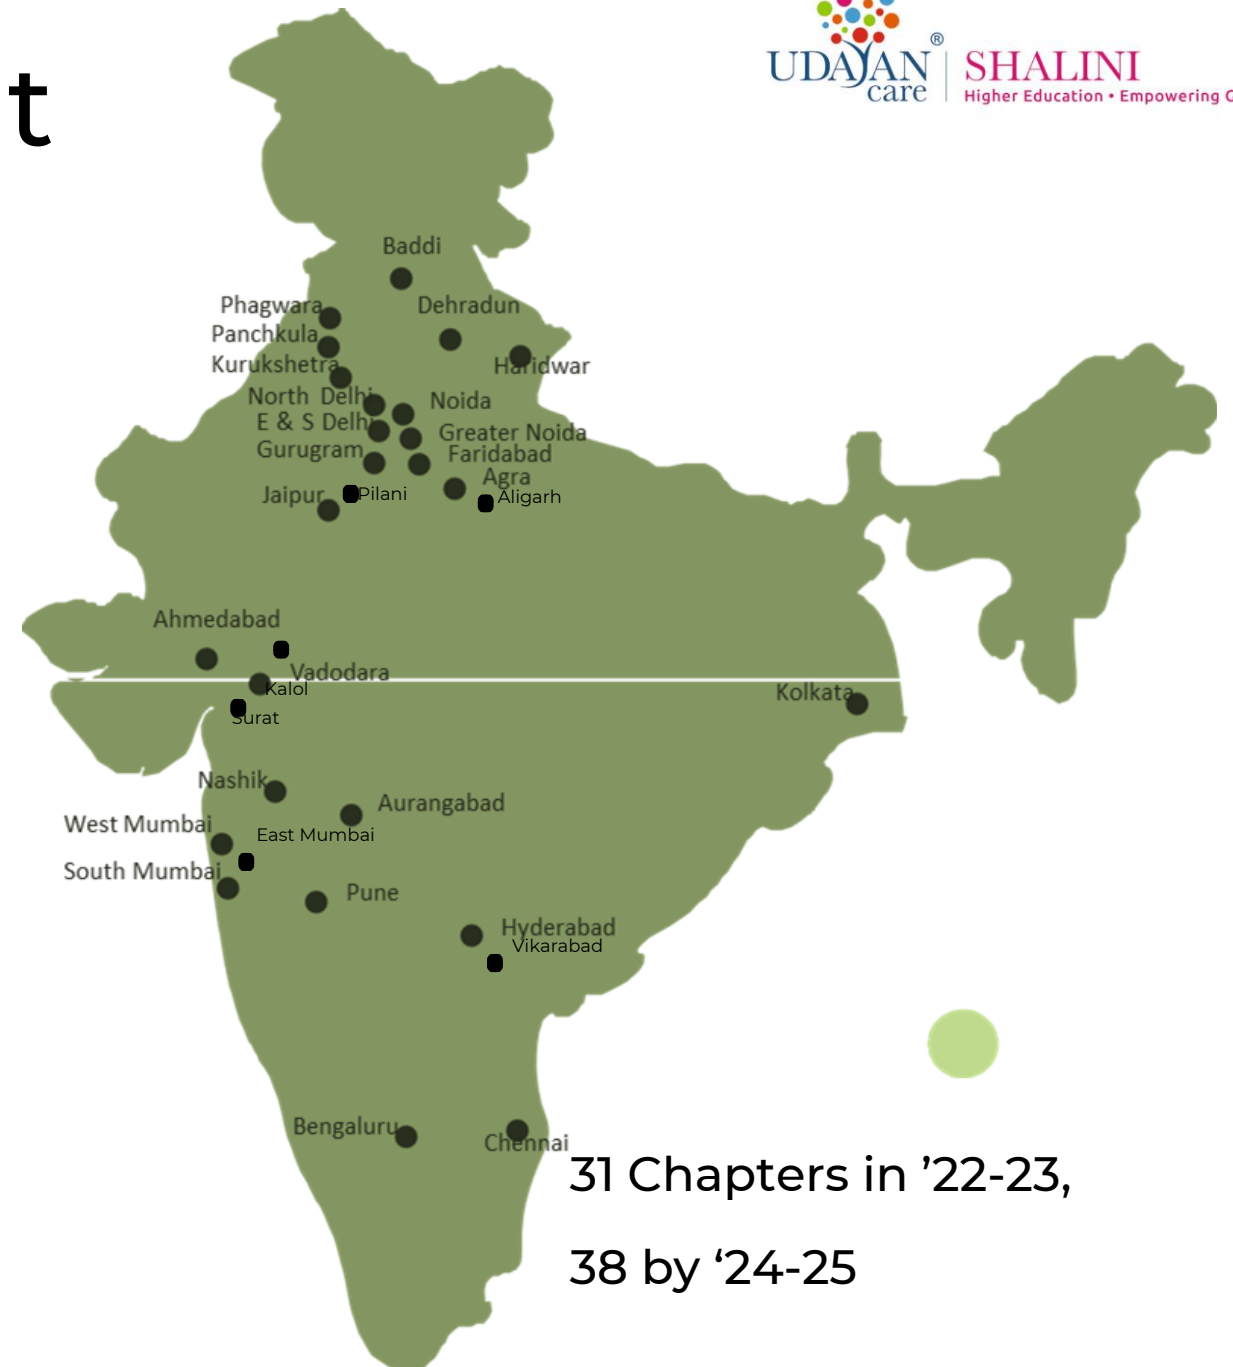 t
UDAYAN ® SHALINI
care Higher Education • Empowering
Baddi
Phagwara
Dehradun
Panchkula
Kurukshetra
Haridwar
North Delhi
Noida
E & S Delhi
Greater Noida
Gurugram
Faridabad
Agra
Jaipur
Pilani
Aligarh
Ahmedabad
Vadodara
Kalol
Kolkata
Surat
Nashik
Aurangabad
West Mumbai
East Mumbai
South Mumbai
Pune
Hyderabad
Vikarabad
Bengaluru
Chennai
31 Chapters in ’22-23,
38 by ‘24-25